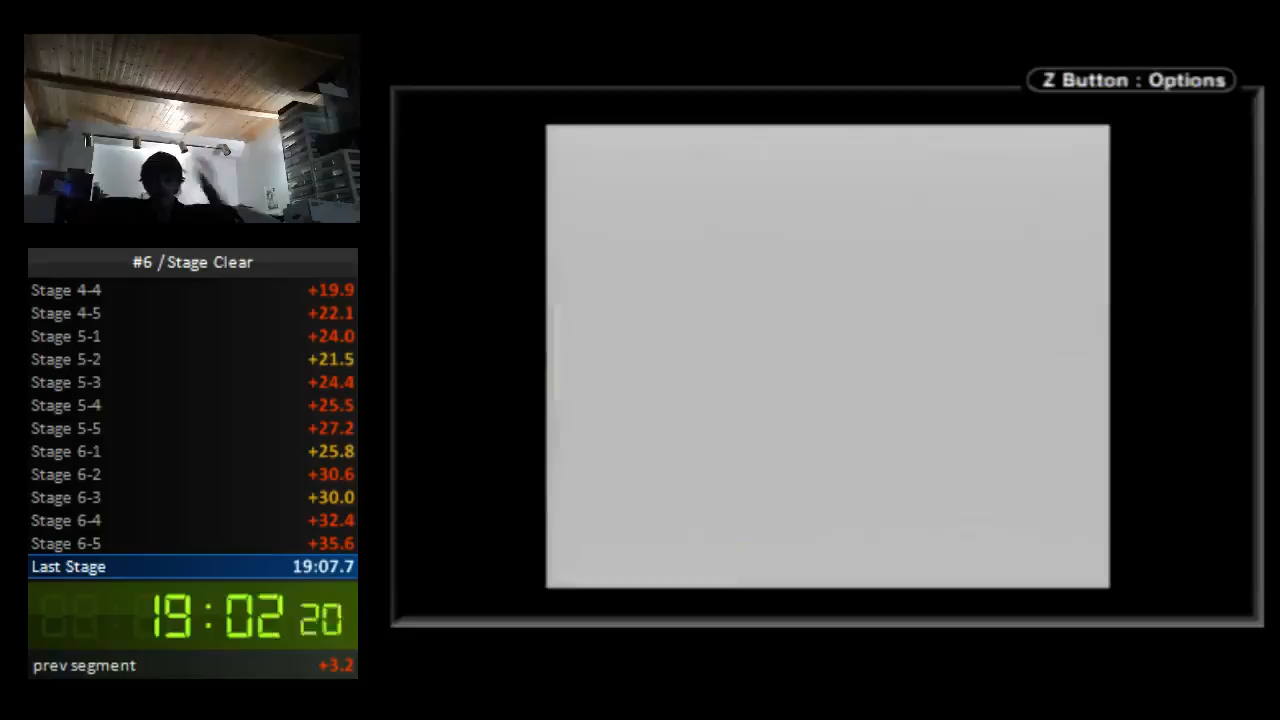 Z Button : Options
#6 / Stage Clear
Stage 4-4 +19.9
Stage 4-5 +22.1
Stage 5-1 +24.0
Stage 5-2 +21.5
Stage 5-3 +24.4
Stage 5-4 +25.5
Stage 5-5 +27.2
Stage 6-1 +25.8
Stage 6-2 +30.6
Stage 6-3 +30.0
Stage 6-4 +32.4
Stage 6-5 +35.6
Last Stage 19:07.7
19:02 20
prev segment +3.2